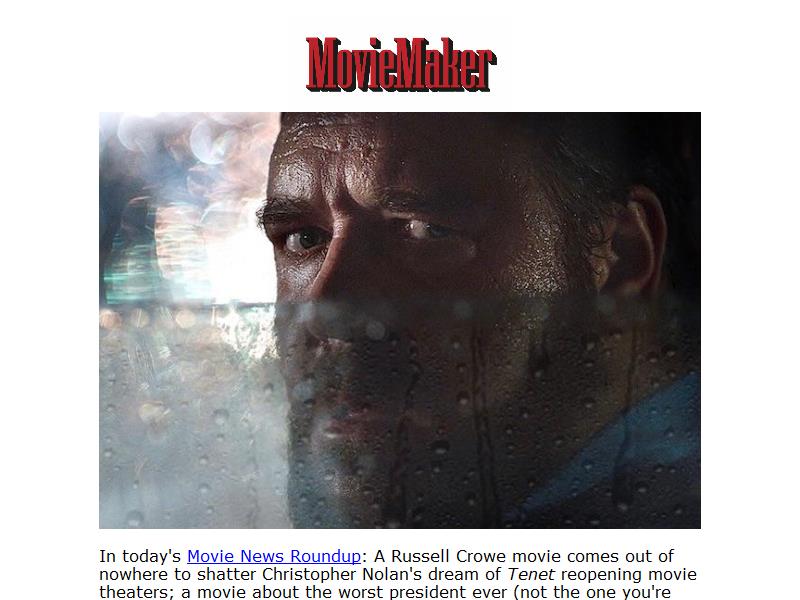 MovieMaker
In today's Movie News Roundup: A Russell Crowe movie comes out of
nowhere to shatter Christopher Nolan's dream of Tenet reopening movie
theaters; a movie about the worst president ever (not the one you're